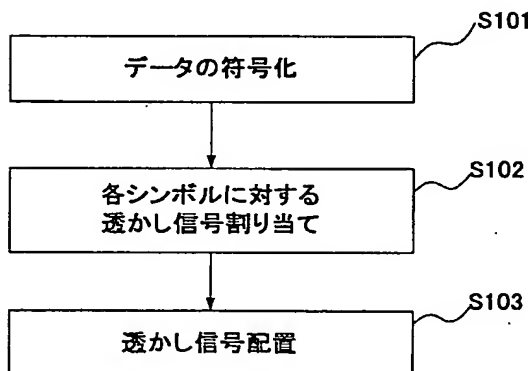 S101
データの符号化
S102
各シンボルに対する
透かし信号割り当て
S103
透かし信号配置